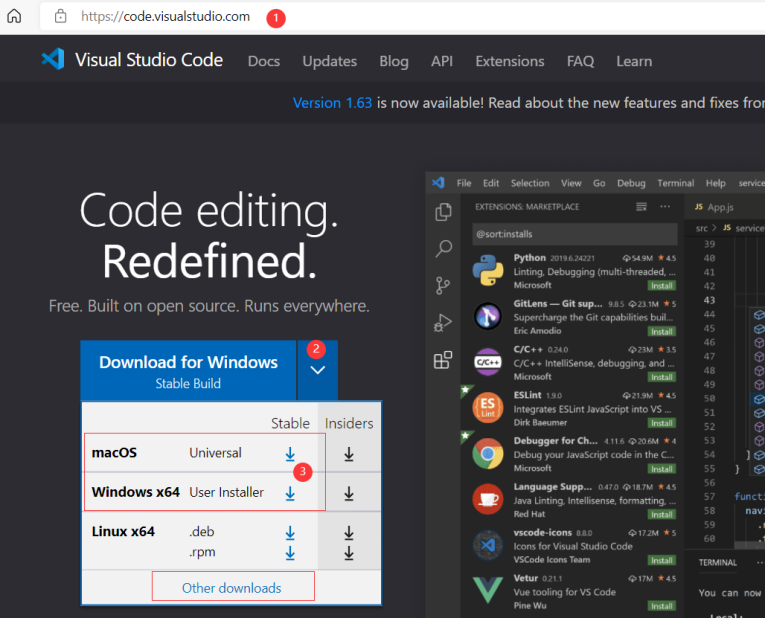 https://code.visualstudio.com 1
Visual Studio Code Docs Updates Blog API Extensions FAQ Learn
Version 1.63 is now available! Read about the new features and fixes from
Code editing.
Redefined.
Free. Built on open source. Runs everywhere.
Download for Windows
Stable Build
2
Stable Insiders
macOS Universal
3
Windows x64 User Installer
Linux x64 .deb
.rpm
Other downloads
File Edit Selection View Go Debug Terminal Help service
EXTENSIONS: MARKETPLACE
@sort:installs
Python 2019.6.24221 54.9M 4.5
Linting, Debugging (multi-threaded, ...
Microsoft Install
GitLens — Git sup... 9.8.5 23.1M 5
Supercharge the Git capabilities buil...
Eric Amodio Install
C/C++ 0.24.0 23M 3.5
C/C++ IntelliSense, debugging, and ...
Microsoft Install
ESLint 1.9.0 21.9M 4.5
Integrates ESLint JavaScript into VS ...
Dirk Baeumer Install
Debugger for Ch... 4.11.6 20.6M 4
Debug your JavaScript code in the C...
Microsoft Install
Language Supp... 0.47.0 18.7M 4.5
Java Linting, Intellisense, formatting, ...
Red Hat Install
vscode-icons 8.8.0 17.2M 5
Icons for Visual Studio Code
VSCode Icons Team Install
Vetur 0.21.1 17M 4.5
Vue tooling for VS Code
Pine Wu Install
C/C++
ES
Lint
JS App.js
src > JS service
39
40
41
42
43
44
45
46
47
48
49
50
51
52
53
54 ]
55 }
56
57 functi
58 nav
59 .
60 .
TERMINAL ...
You can now
Local: